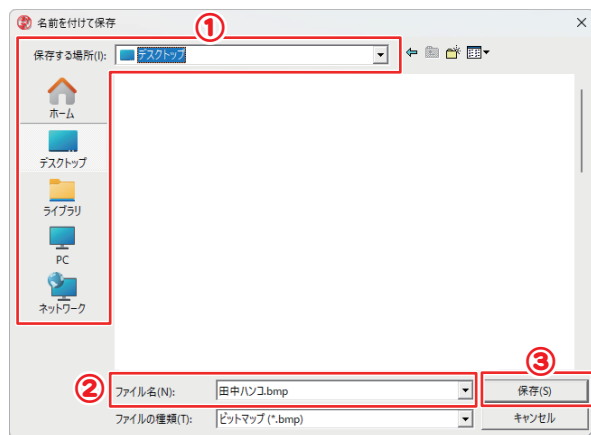 名前を付けて保存
①
保存する場所(I): デスクトップ
ホーム
デスクトップ
ライブラリ
PC
ネットワーク
③
② ファイル名(N): 田中ハンコ.bmp 保存(S)
ファイルの種類(T): ビットマップ (*.bmp) キャンセル